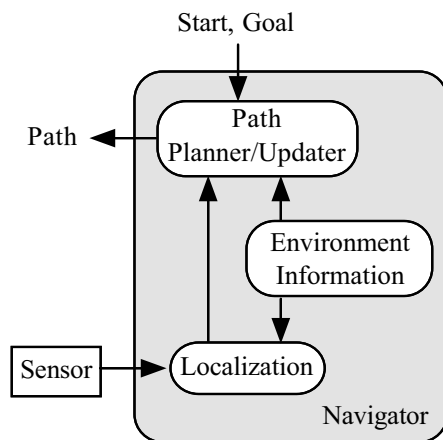 Start, Goal
Path
Path
Planner/Updater
Environment
Information
Sensor
Localization
Navigator